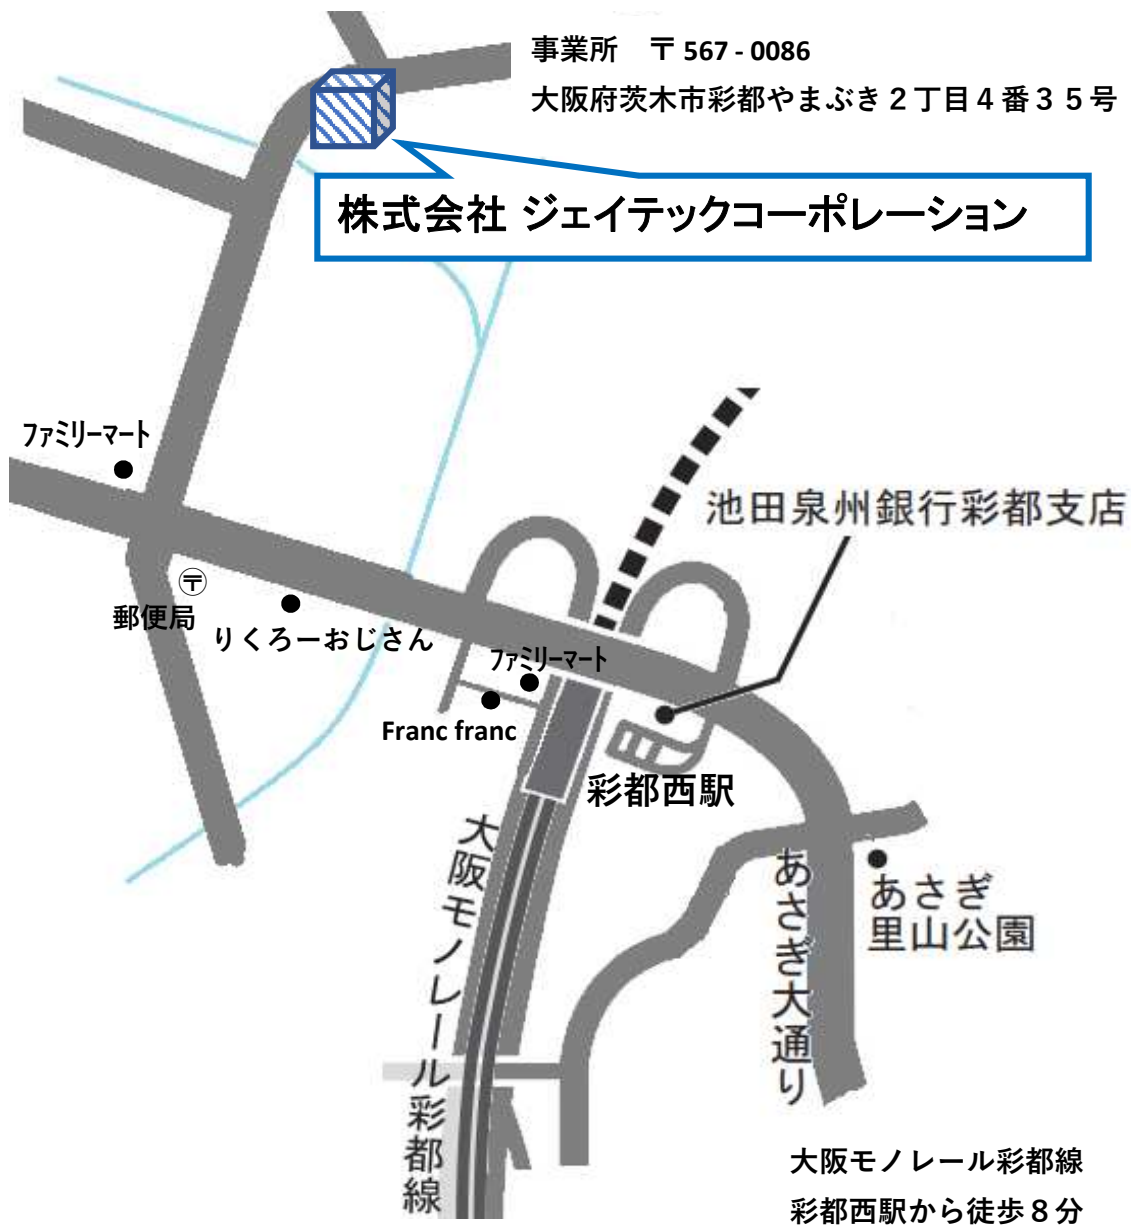 事業所　〒567 - 0086
大阪府茨木市彩都やまぶき２丁目４番３５号
株式会社 ジェイテックコーポレーション
ファミリーマート
池田泉州銀行彩都支店
〒
郵便局
りくろーおじさん
ファミリーマート
Franc franc
彩都西駅
大阪モノレール彩都線
あさぎ大通り
あさぎ
里山公園
大阪モノレール彩都線
彩都西駅から徒歩８分